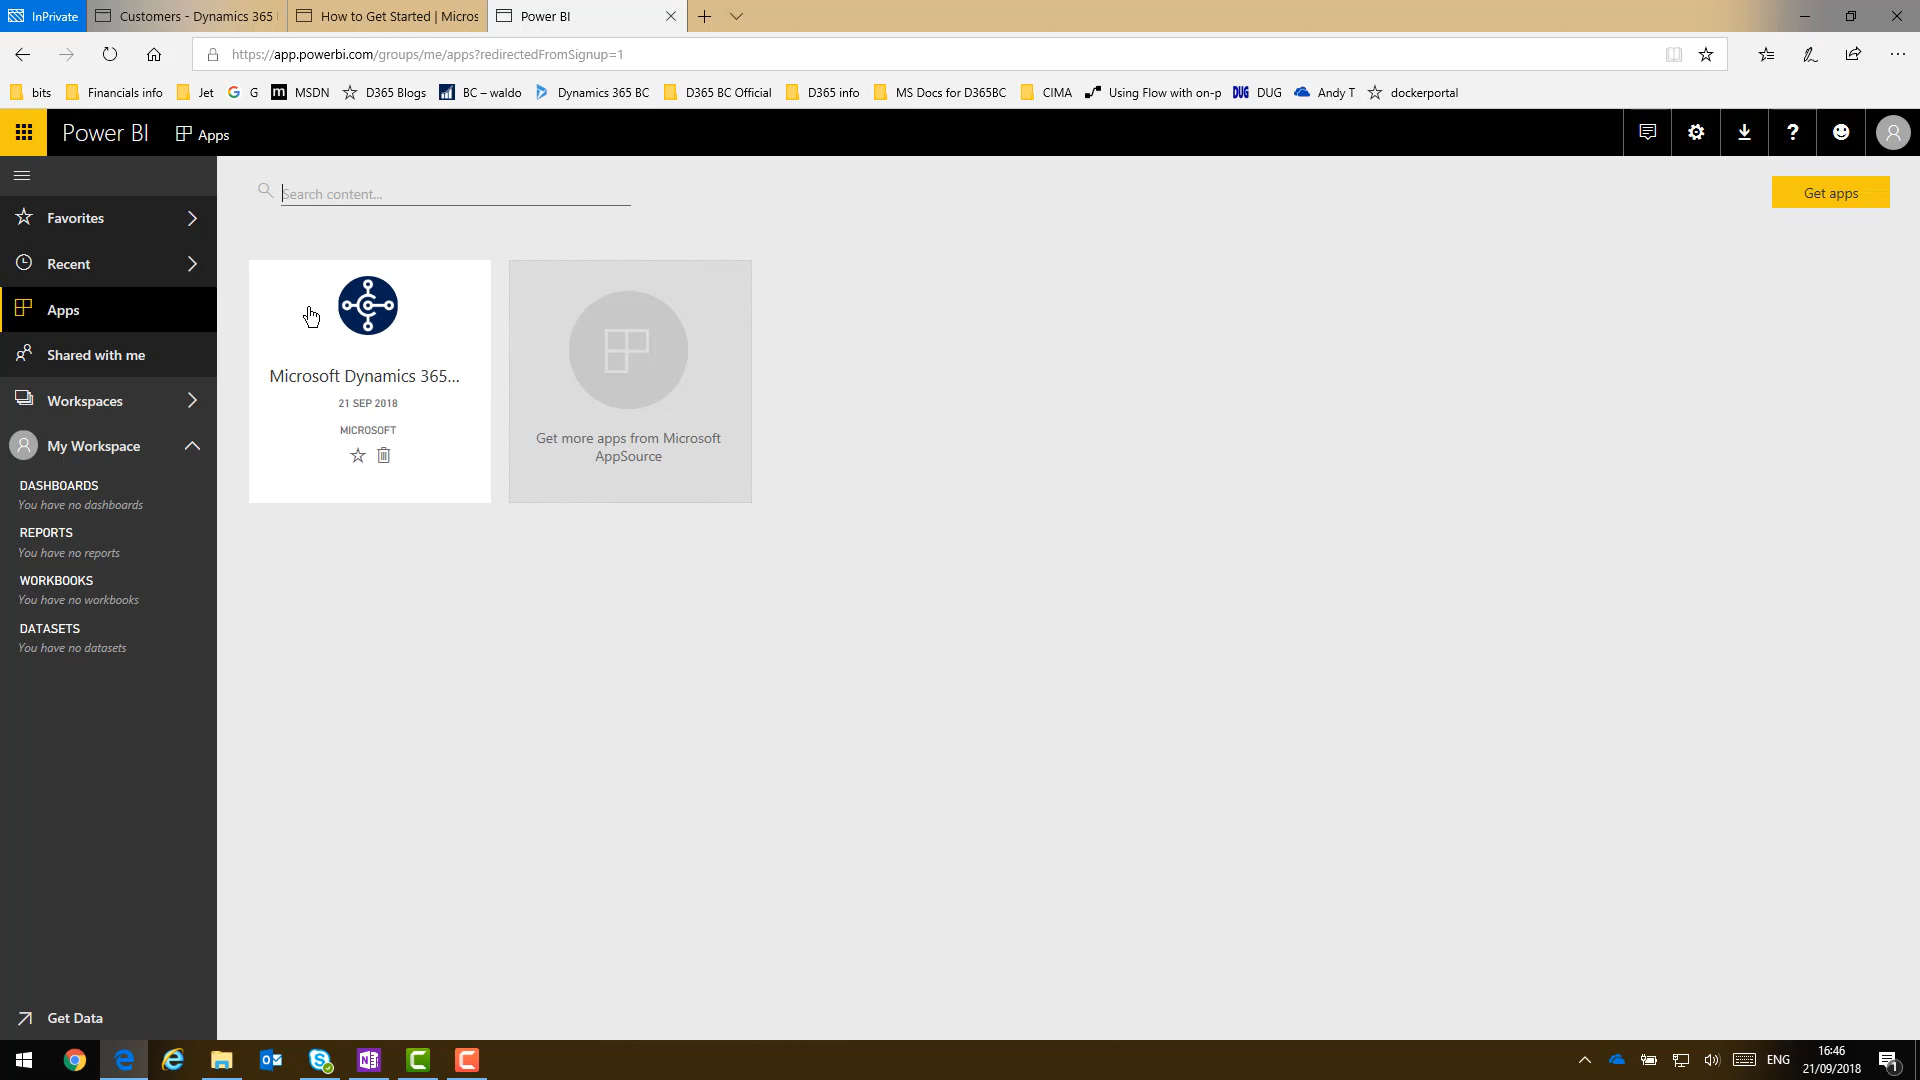 InPrivate
Customers - Dynamics 365
How to Get Started | Micros
Power BI
https://app.powerbi.com/groups/me/apps?redirectedFromSignup=1
bits
Financials info
Jet
G
MSDN
D365 Blogs
BC – waldo
Dynamics 365 BC
D365 BC Official
D365 info
MS Docs for D365BC
CIMA
Using Flow with on-p
DUG DUG
Andy T
dockerportal
Power BI
Apps
Search content...
Get apps
Favorites
Recent
Apps
Shared with me
Workspaces
My Workspace
DASHBOARDS
You have no dashboards
REPORTS
You have no reports
WORKBOOKS
You have no workbooks
DATASETS
You have no datasets
Get Data
Microsoft Dynamics 365...
21 SEP 2018
MICROSOFT
Get more apps from Microsoft
AppSource
ENG
16:46
21/09/2018
1